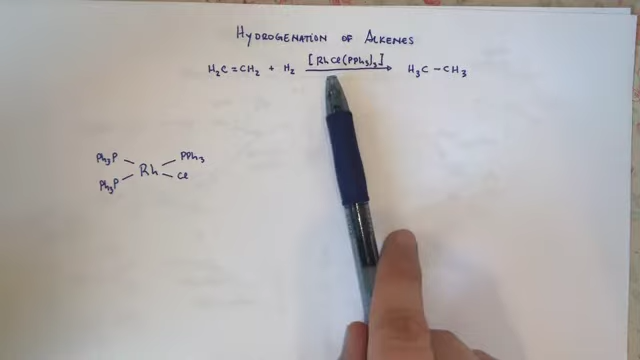 HYDROGENATION OF ALKENES
[RhCl(PPh₃)₃]
H₂C=CH₂ + H₂ → H₃C-CH₃
Ph₃P PPh₃
Rh
Ph₃P Cl